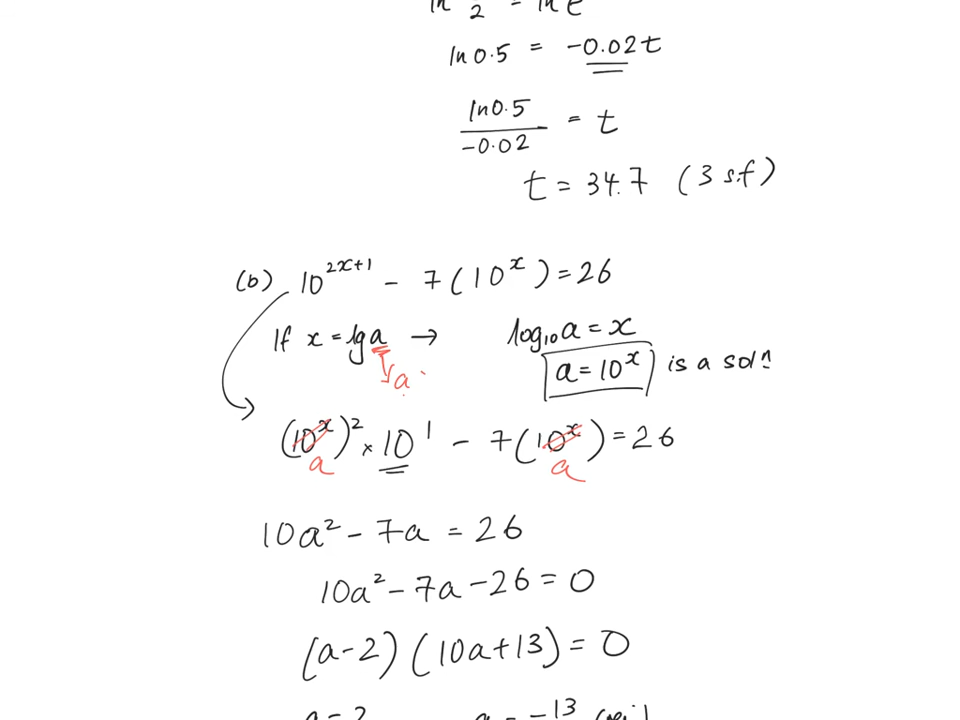 ln 0.5 = -0.02t
ln 0.5 / -0.02 = t
t = 34.7 (3 s.f)
(b) 10^(2x+1) - 7(10^x) = 26
If x = lg a → log₁₀a = x
a
a = 10^x is a solⁿ
(10^x)² × 10¹ - 7(10^x) = 26
a a
10a² - 7a = 26
10a² - 7a - 26 = 0
(a-2)(10a+13) = 0